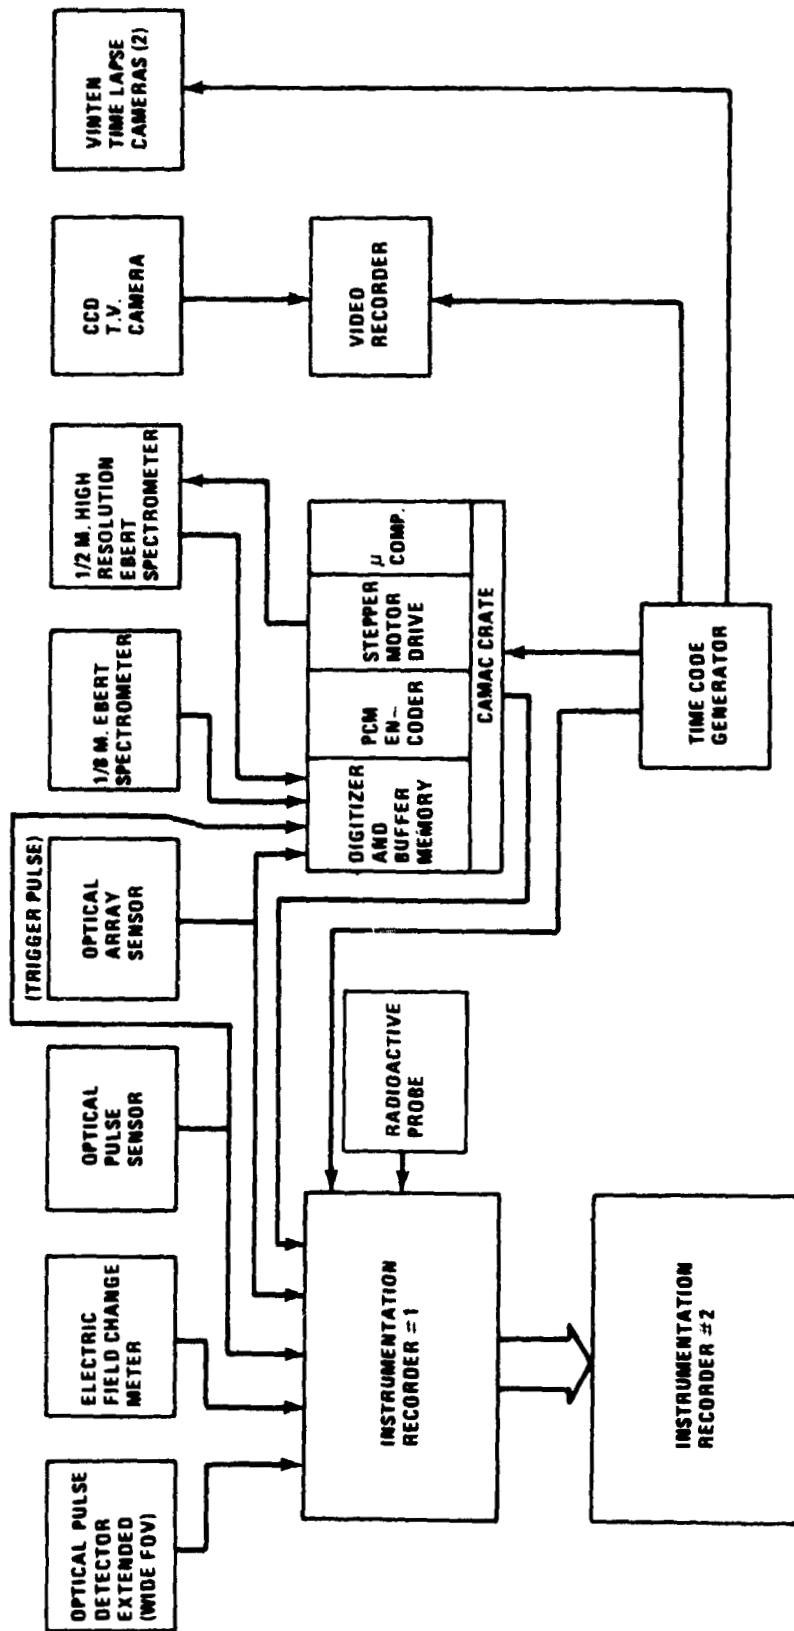 OPTICAL PULSE
DETECTOR
EXTENDED
(WIDE FOV)
ELECTRIC
FIELD CHANGE
METER
OPTICAL
PULSE
SENSOR
(TRIGGER PULSE)
OPTICAL
ARRAY
SENSOR
1/8 M. EBERT
SPECTROMETER
1/2 M. HIGH
RESOLUTION
EBERT
SPECTROMETER
CCD
T.V.
CAMERA
VINTEN
TIME LAPSE
CAMERAS (2)
INSTRUMENTATION
RECORDER #1
RADIOACTIVE
PROBE
DIGITIZER
AND
BUFFER
MEMORY
PCM
EN-
CODER
STEPPER
MOTOR
DRIVE
μ COMP.
CAMAC CRATE
VIDEO
RECORDER
INSTRUMENTATION
RECORDER #2
TIME CODE
GENERATOR